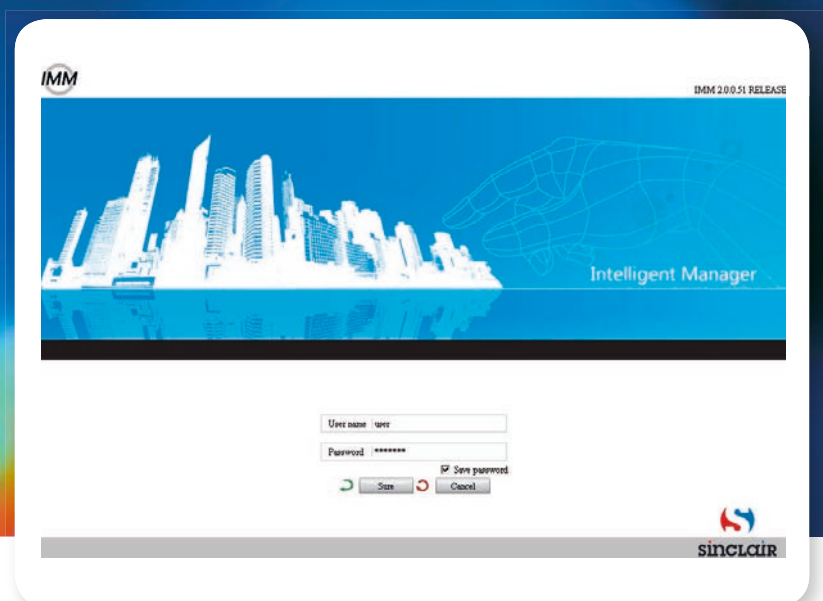 IMM
IMM 2.0.0.51 RELEASE
Intelligent Manager
User name user
Password *******
Save password
Sure Cancel
sinclair